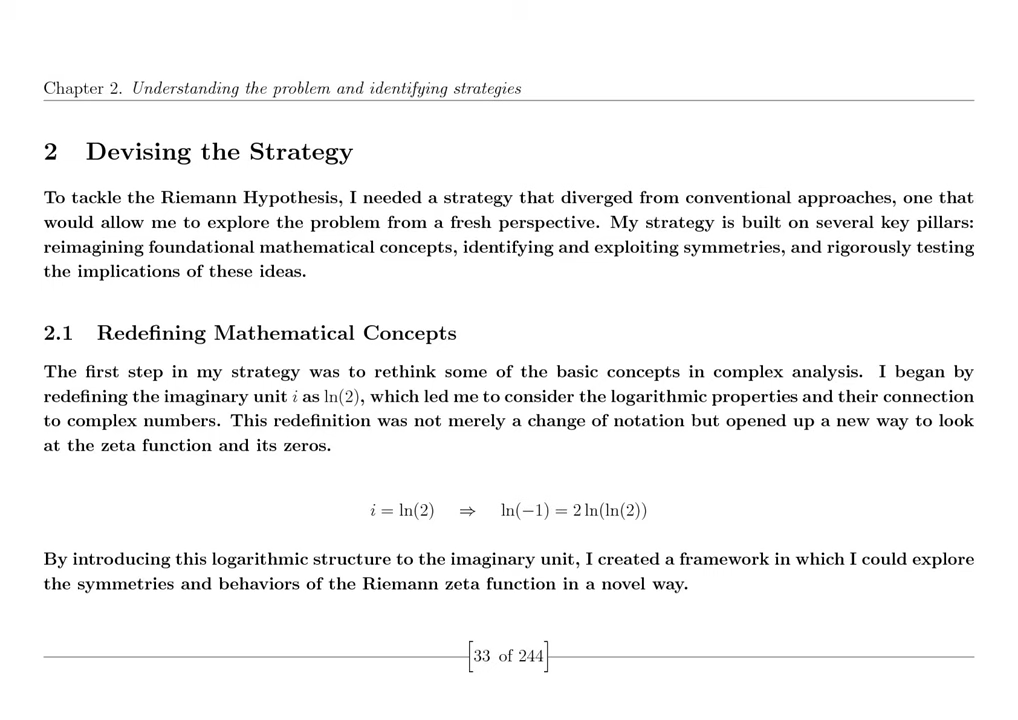 Chapter 2. Understanding the problem and identifying strategies
2 Devising the Strategy
To tackle the Riemann Hypothesis, I needed a strategy that diverged from conventional approaches, one that
would allow me to explore the problem from a fresh perspective. My strategy is built on several key pillars:
reimagining foundational mathematical concepts, identifying and exploiting symmetries, and rigorously testing
the implications of these ideas.
2.1 Redefining Mathematical Concepts
The first step in my strategy was to rethink some of the basic concepts in complex analysis. I began by
redefining the imaginary unit i as ln(2), which led me to consider the logarithmic properties and their connection
to complex numbers. This redefinition was not merely a change of notation but opened up a new way to look
at the zeta function and its zeros.
i = ln(2) ⇒ ln(−1) = 2 ln(ln(2))
By introducing this logarithmic structure to the imaginary unit, I created a framework in which I could explore
the symmetries and behaviors of the Riemann zeta function in a novel way.
[33 of 244]